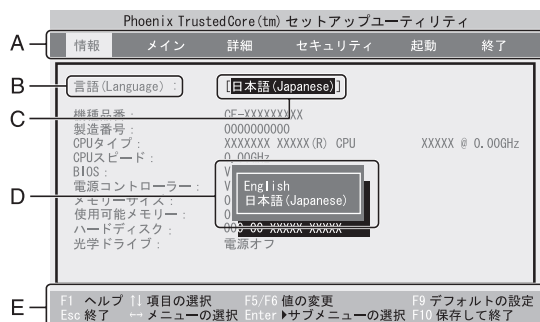 Phoenix TrustedCore(tm) セットアップユーティリティ
A 情報 メイン 詳細 セキュリティ 起動 終了
B 言語(Language) : [日本語(Japanese)]
C
機種品番 : CF-XXXXXXXX
製造番号 : 0000000000
CPUタイプ : XXXXXXX XXXXX(R) CPU XXXXX @ 0.00GHz
CPUスピード : 0.00GHz
BIOS : V
電源コントローラー : V
D English
日本語(Japanese)
メモリーサイズ : 0
使用可能メモリー : 0
ハードディスク : 000 00 XXXXX XXXXX
光学ドライブ : 電源オフ
E F1 ヘルプ ↑↓ 項目の選択 F5/F6 値の変更 F9 デフォルトの設定
Esc 終了 ←→ メニューの選択 Enter ▶サブメニューの選択 F10 保存して終了